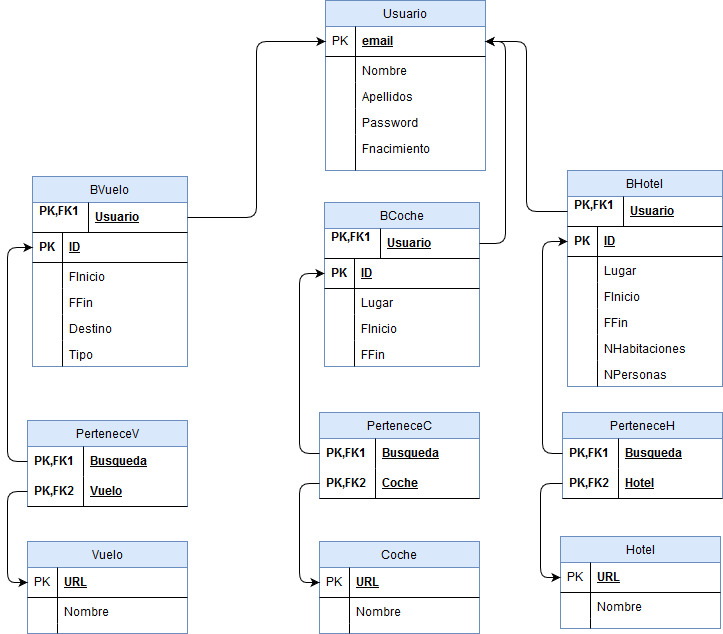 Usuario
PK email
Nombre
Apellidos
Password
Fnacimiento
BVuelo
PK,FK1 Usuario
PK ID
FInicio
FFin
Destino
Tipo
BCoche
PK,FK1 Usuario
PK ID
Lugar
FInicio
FFin
BHotel
PK,FK1 Usuario
PK ID
Lugar
FInicio
FFin
NHabitaciones
NPersonas
PerteneceV
PK,FK1 Busqueda
PK,FK2 Vuelo
PerteneceC
PK,FK1 Busqueda
PK,FK2 Coche
PerteneceH
PK,FK1 Busqueda
PK,FK2 Hotel
Vuelo
PK URL
Nombre
Coche
PK URL
Nombre
Hotel
PK URL
Nombre